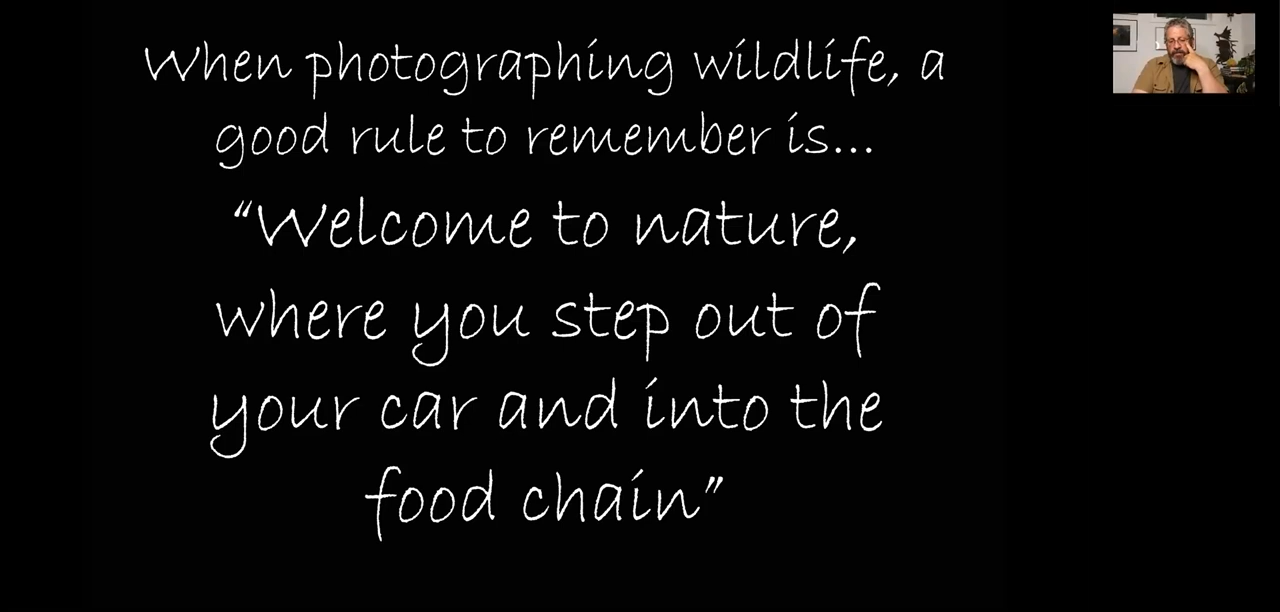 When photographing wildlife, a
good rule to remember is...
“Welcome to nature,
where you step out of
your car and into the
food chain”